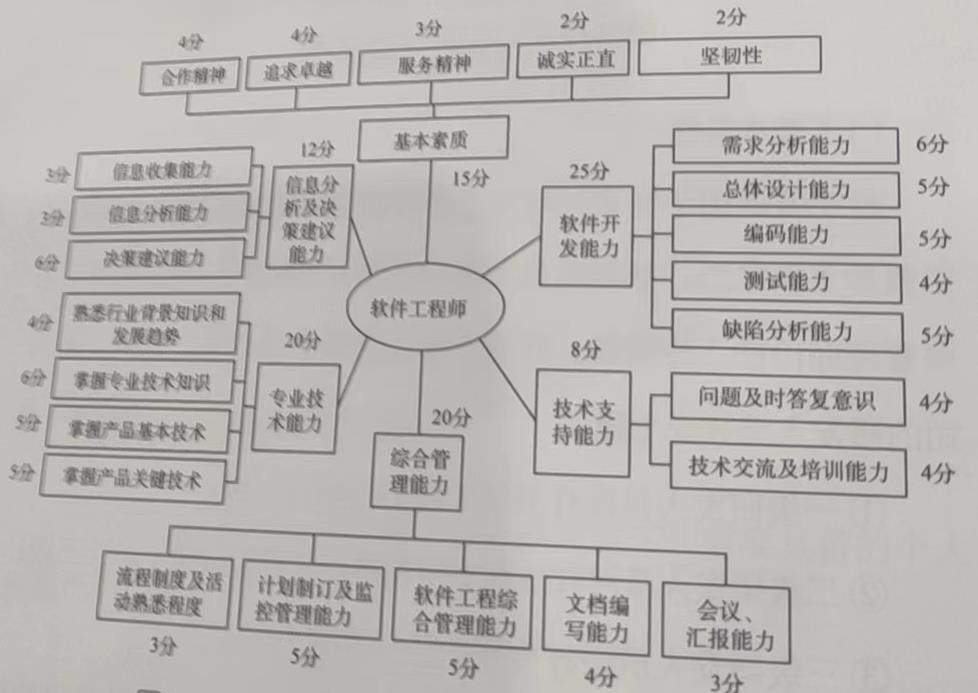 4分
4分
3分
2分
2分
合作精神
追求卓越
服务精神
诚实正直
坚韧性
基本素质
15分
12分
信息分
析及决
策建议
能力
3分
信息收集能力
3分
信息分析能力
6分
决策建议能力
25分
软件开
发能力
需求分析能力
6分
总体设计能力
5分
编码能力
5分
测试能力
4分
缺陷分析能力
5分
软件工程师
20分
专业技
术能力
4分
熟悉行业背景知识和
发展趋势
6分
掌握专业技术知识
5分
掌握产品基本技术
5分
掌握产品关键技术
8分
技术支
持能力
问题及时答复意识
4分
技术交流及培训能力
4分
20分
综合管
理能力
流程制度及活
动熟悉程度
3分
计划制订及监
控管理能力
5分
软件工程综
合管理能力
5分
文档编
写能力
4分
会议、
汇报能力
3分